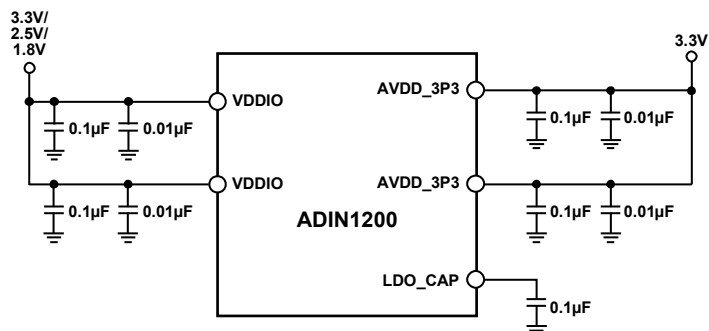 3.3V/
2.5V/
1.8V
3.3V
VDDIO
AVDD_3P3
0.1µF
0.01µF
0.1µF
0.01µF
VDDIO
AVDD_3P3
0.1µF
0.01µF
0.1µF
0.01µF
ADIN1200
LDO_CAP
0.1µF